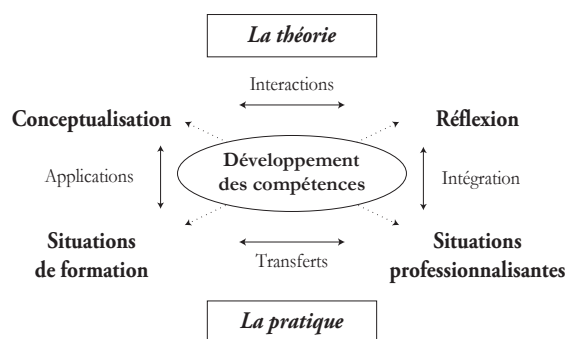 La théorie
Interactions
Conceptualisation
Réflexion
Développement
des compétences
Applications
Intégration
Situations
de formation
Transferts
Situations
professionnalisantes
La pratique